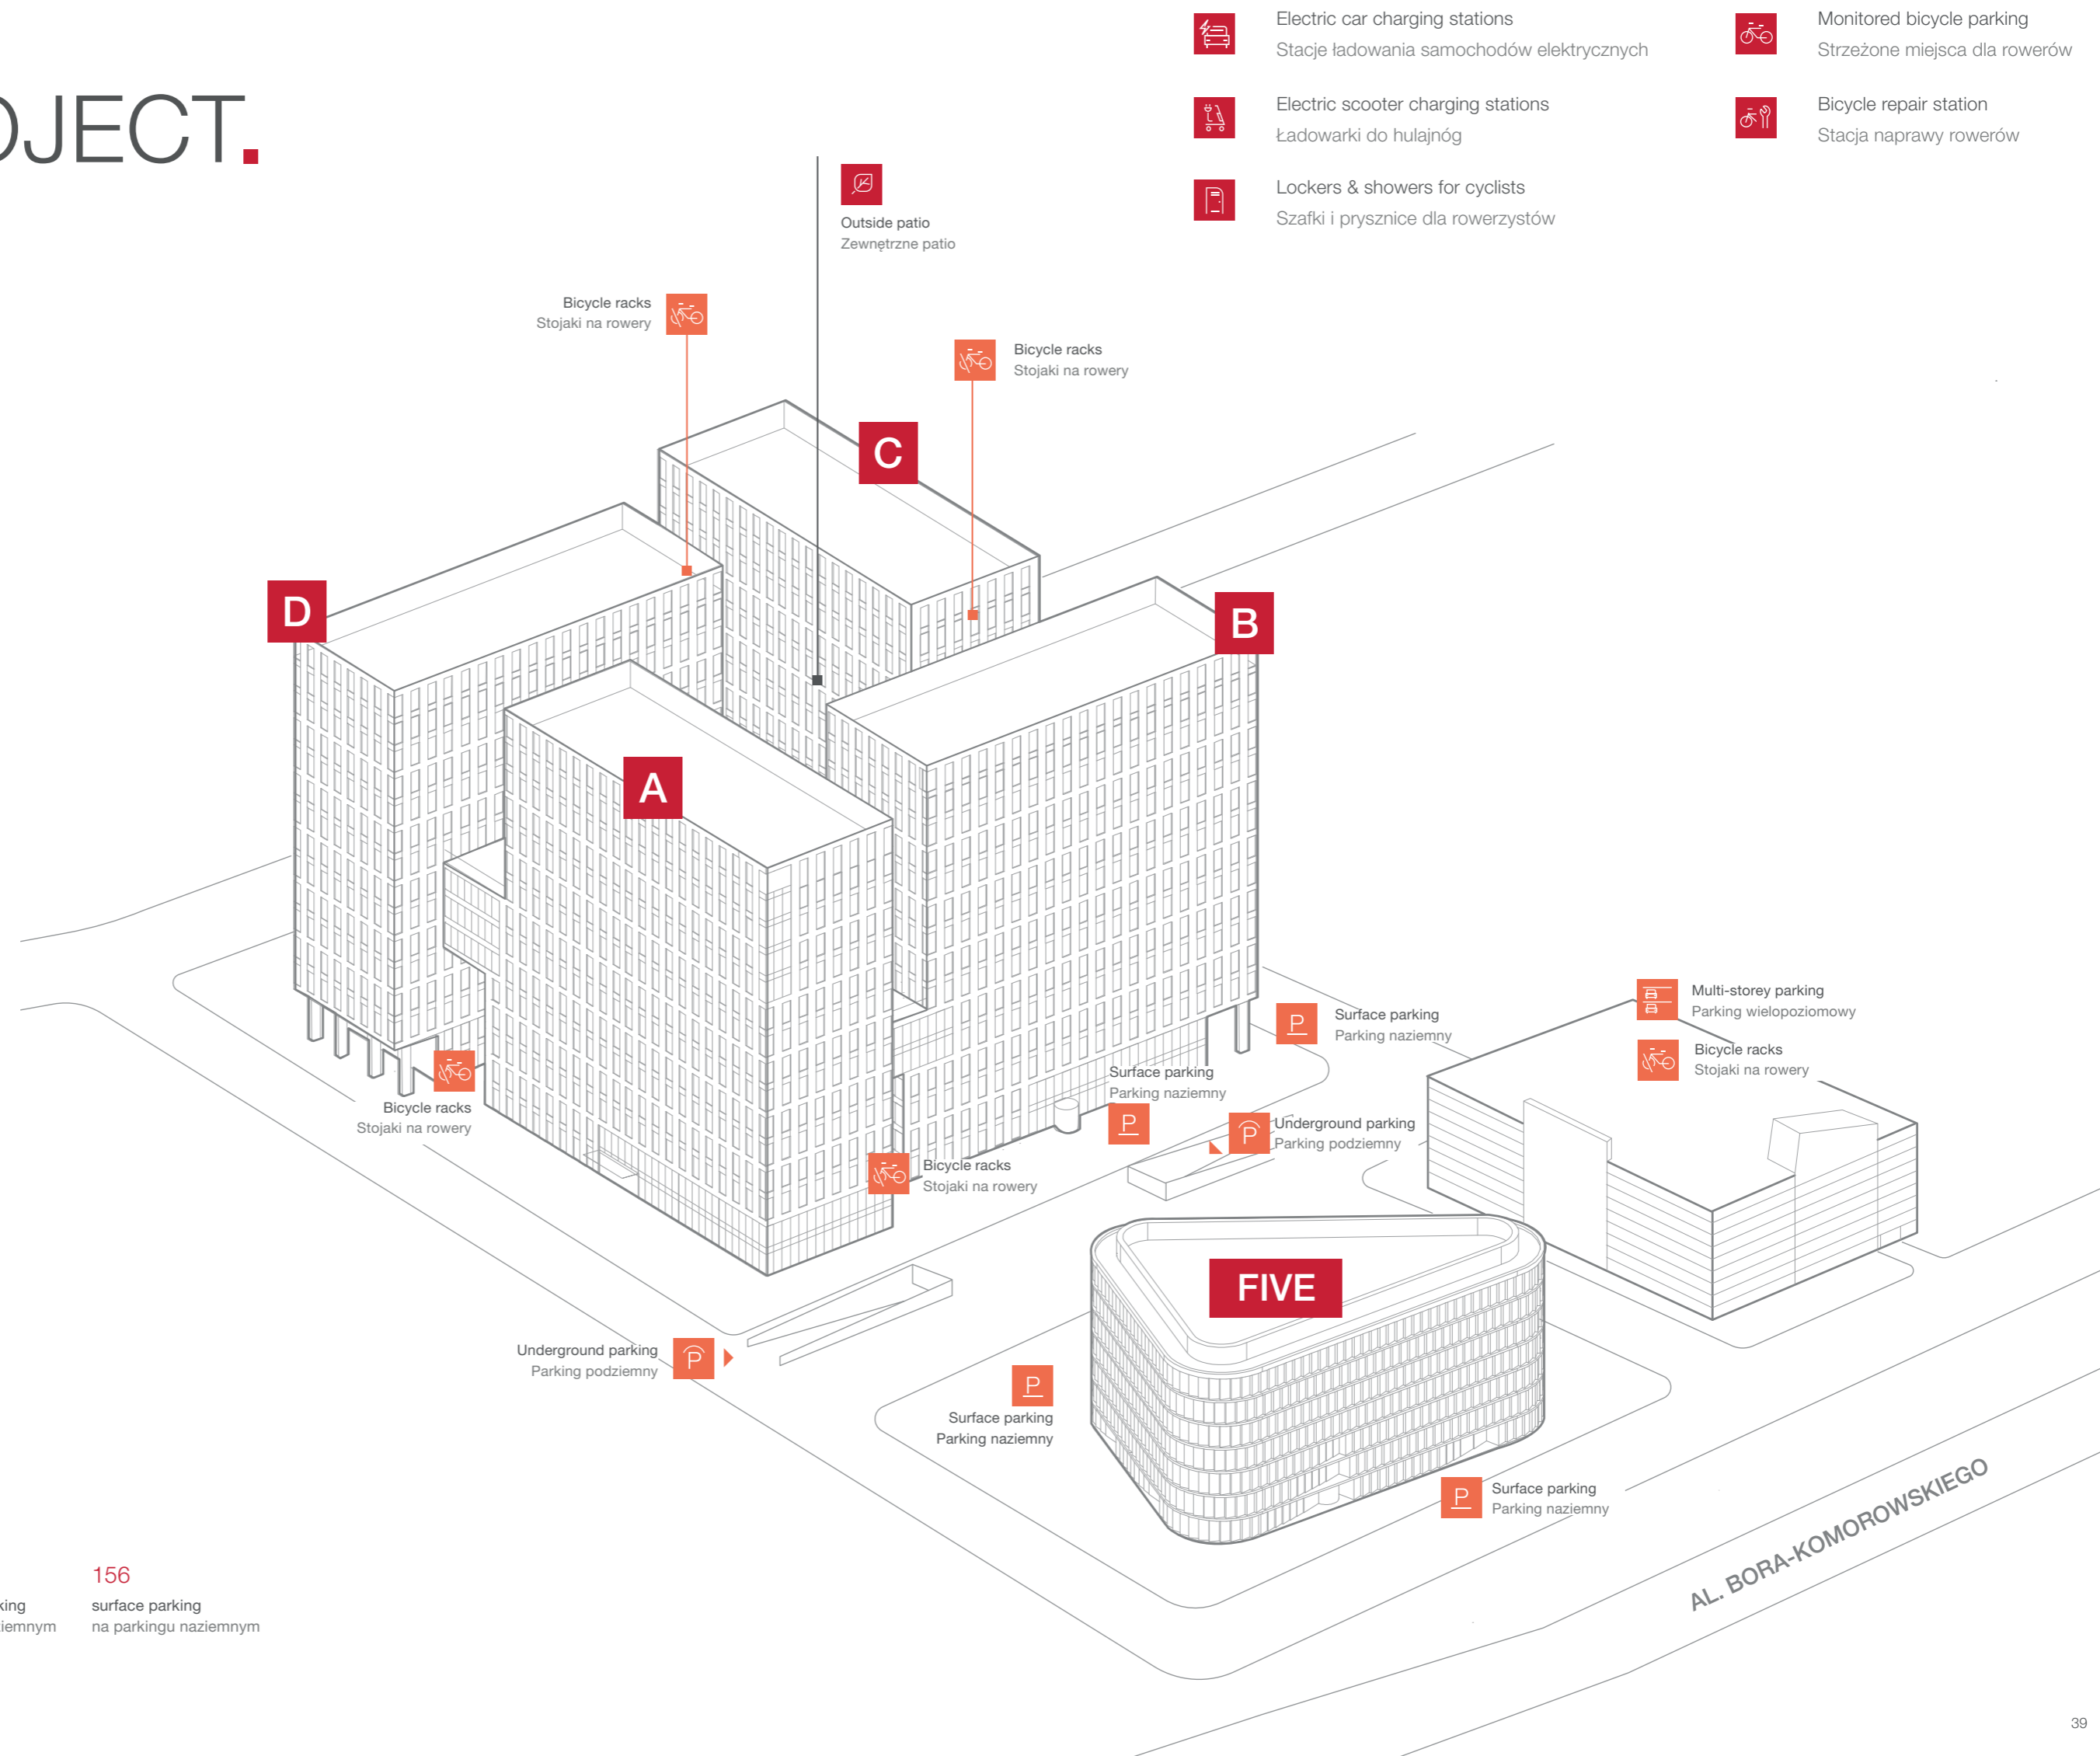 OJECT.
Electric car charging stations
Stacje ładowania samochodów elektrycznych
Electric scooter charging stations
Ładowarki do hulajnóg
Lockers & showers for cyclists
Szafki i prysznice dla rowerzystów
Monitored bicycle parking
Strzeżone miejsca dla rowerów
Bicycle repair station
Stacja naprawy rowerów
Outside patio
Zewnętrzne patio
Bicycle racks
Stojaki na rowery
Bicycle racks
Stojaki na rowery
C
D
B
A
Multi-storey parking
Parking wielopoziomowy
Bicycle racks
Stojaki na rowery
P
Surface parking
Parking naziemny
Surface parking
Parking naziemny
P
P
Underground parking
Parking podziemny
Bicycle racks
Stojaki na rowery
Bicycle racks
Stojaki na rowery
FIVE
Underground parking
Parking podziemny
P
P
Surface parking
Parking naziemny
P
Surface parking
Parking naziemny
AL. BORA-KOMOROWSKIEGO
king
iemnym
156
surface parking
na parkingu naziemnym
39